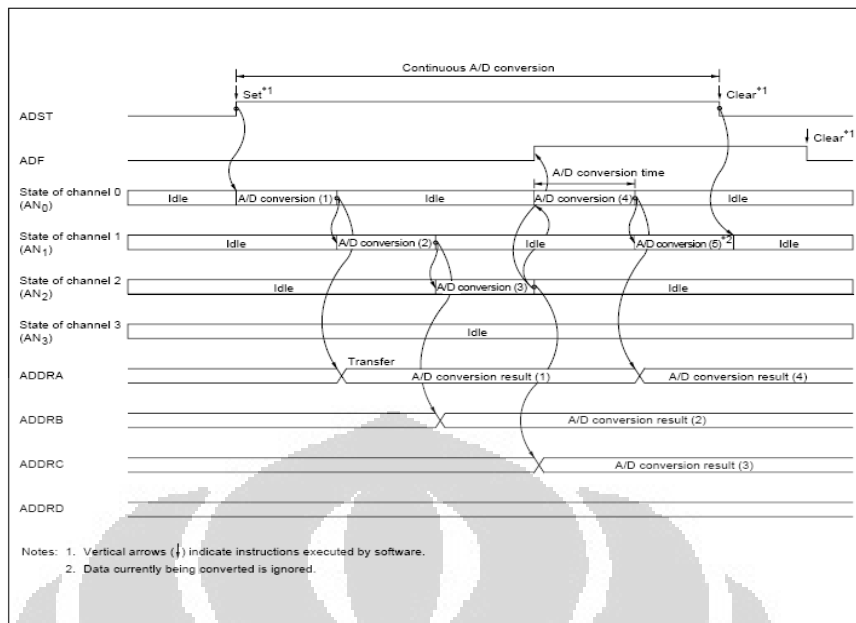 Continuous A/D conversion
Set*1
Clear*1
ADST
Clear*1
ADF
A/D conversion time
State of channel 0
(AN0)
Idle
A/D conversion (1)
Idle
A/D conversion (4)
Idle
State of channel 1
(AN1)
Idle
A/D conversion (2)
Idle
A/D conversion (5)*2
Idle
State of channel 2
(AN2)
Idle
A/D conversion (3)
Idle
State of channel 3
(AN3)
Idle
Transfer
ADDRA
A/D conversion result (1)
A/D conversion result (4)
ADDRB
A/D conversion result (2)
ADDRC
A/D conversion result (3)
ADDRD
Notes: 1. Vertical arrows (↓) indicate instructions executed by software.
2. Data currently being converted is ignored.